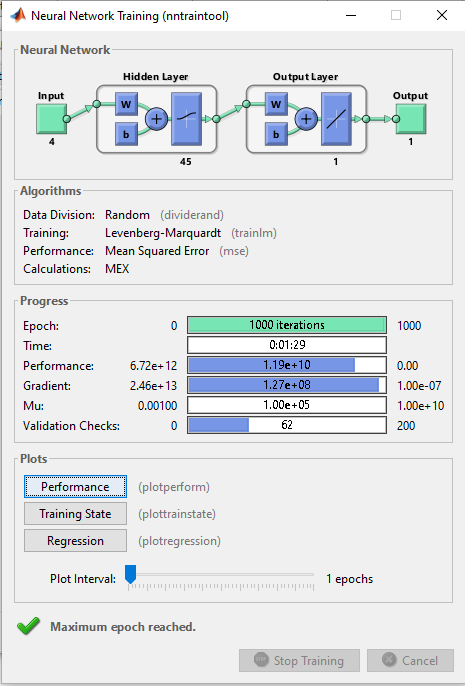 Neural Network Training (nntraintool)
Neural Network
Hidden Layer
Output Layer
Input
Output
W
W
b
b
4
45
1
1
Algorithms
Data Division: Random (dividerand)
Training: Levenberg-Marquardt (trainlm)
Performance: Mean Squared Error (mse)
Calculations: MEX
Progress
Epoch: 0 1000 iterations 1000
Time: 0:01:29
Performance: 6.72e+12 1.19e+10 0.00
Gradient: 2.46e+13 1.27e+08 1.00e-07
Mu: 0.00100 1.00e+05 1.00e+10
Validation Checks: 0 62 200
Plots
Performance (plotperform)
Training State (plottrainstate)
Regression (plotregression)
Plot Interval: 1 epochs
Maximum epoch reached.
Stop Training Cancel